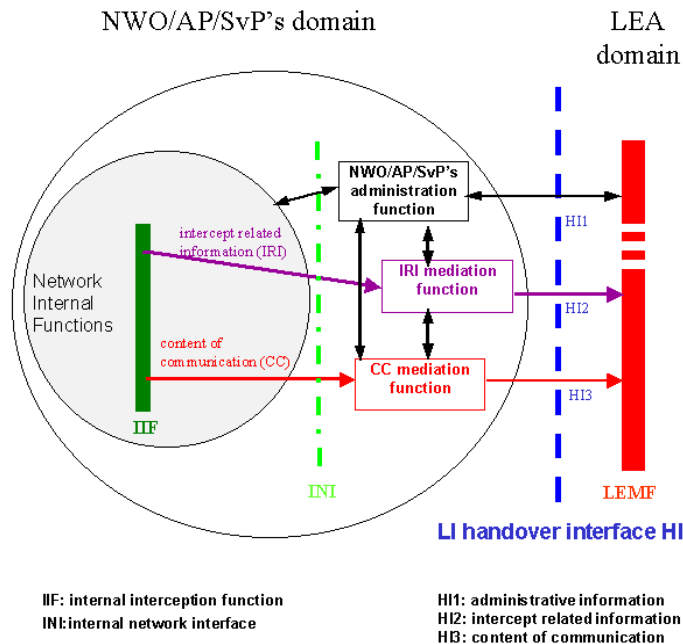 NWO/AP/SvP's domain
LEA
domain
NWO/AP/SvP's
administration
function
HI1
intercept related
information (IRI)
IRI mediation
function
HI2
Network
Internal
Functions
content of
communication (CC)
CC mediation
function
HI3
IIF
INI
LEMF
LI handover interface HI
IIF: internal interception function
INI:internal network interface
HI1: administrative information
HI2: intercept related information
HI3: content of communication